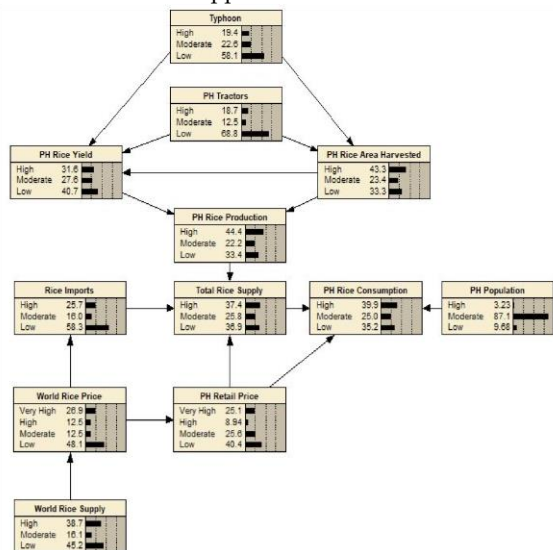 Typhoon
High 19.4
Moderate 22.6
Low 58.1
PH Tractors
High 18.7
Moderate 12.5
Low 68.8
PH Rice Yield
High 31.6
Moderate 27.6
Low 40.7
PH Rice Area Harvested
High 43.3
Moderate 23.4
Low 33.3
PH Rice Production
High 44.4
Moderate 22.2
Low 33.4
Rice Imports
High 25.7
Moderate 16.0
Low 58.3
Total Rice Supply
High 37.4
Moderate 25.8
Low 36.9
PH Rice Consumption
High 39.9
Moderate 25.0
Low 35.2
PH Population
High 3.23
Moderate 87.1
Low 9.68
World Rice Price
Very High 26.9
High 12.5
Moderate 12.5
Low 48.1
PH Retail Price
Very High 25.1
High 8.94
Moderate 25.6
Low 40.4
World Rice Supply
High 38.7
Moderate 16.1
Low 45.2